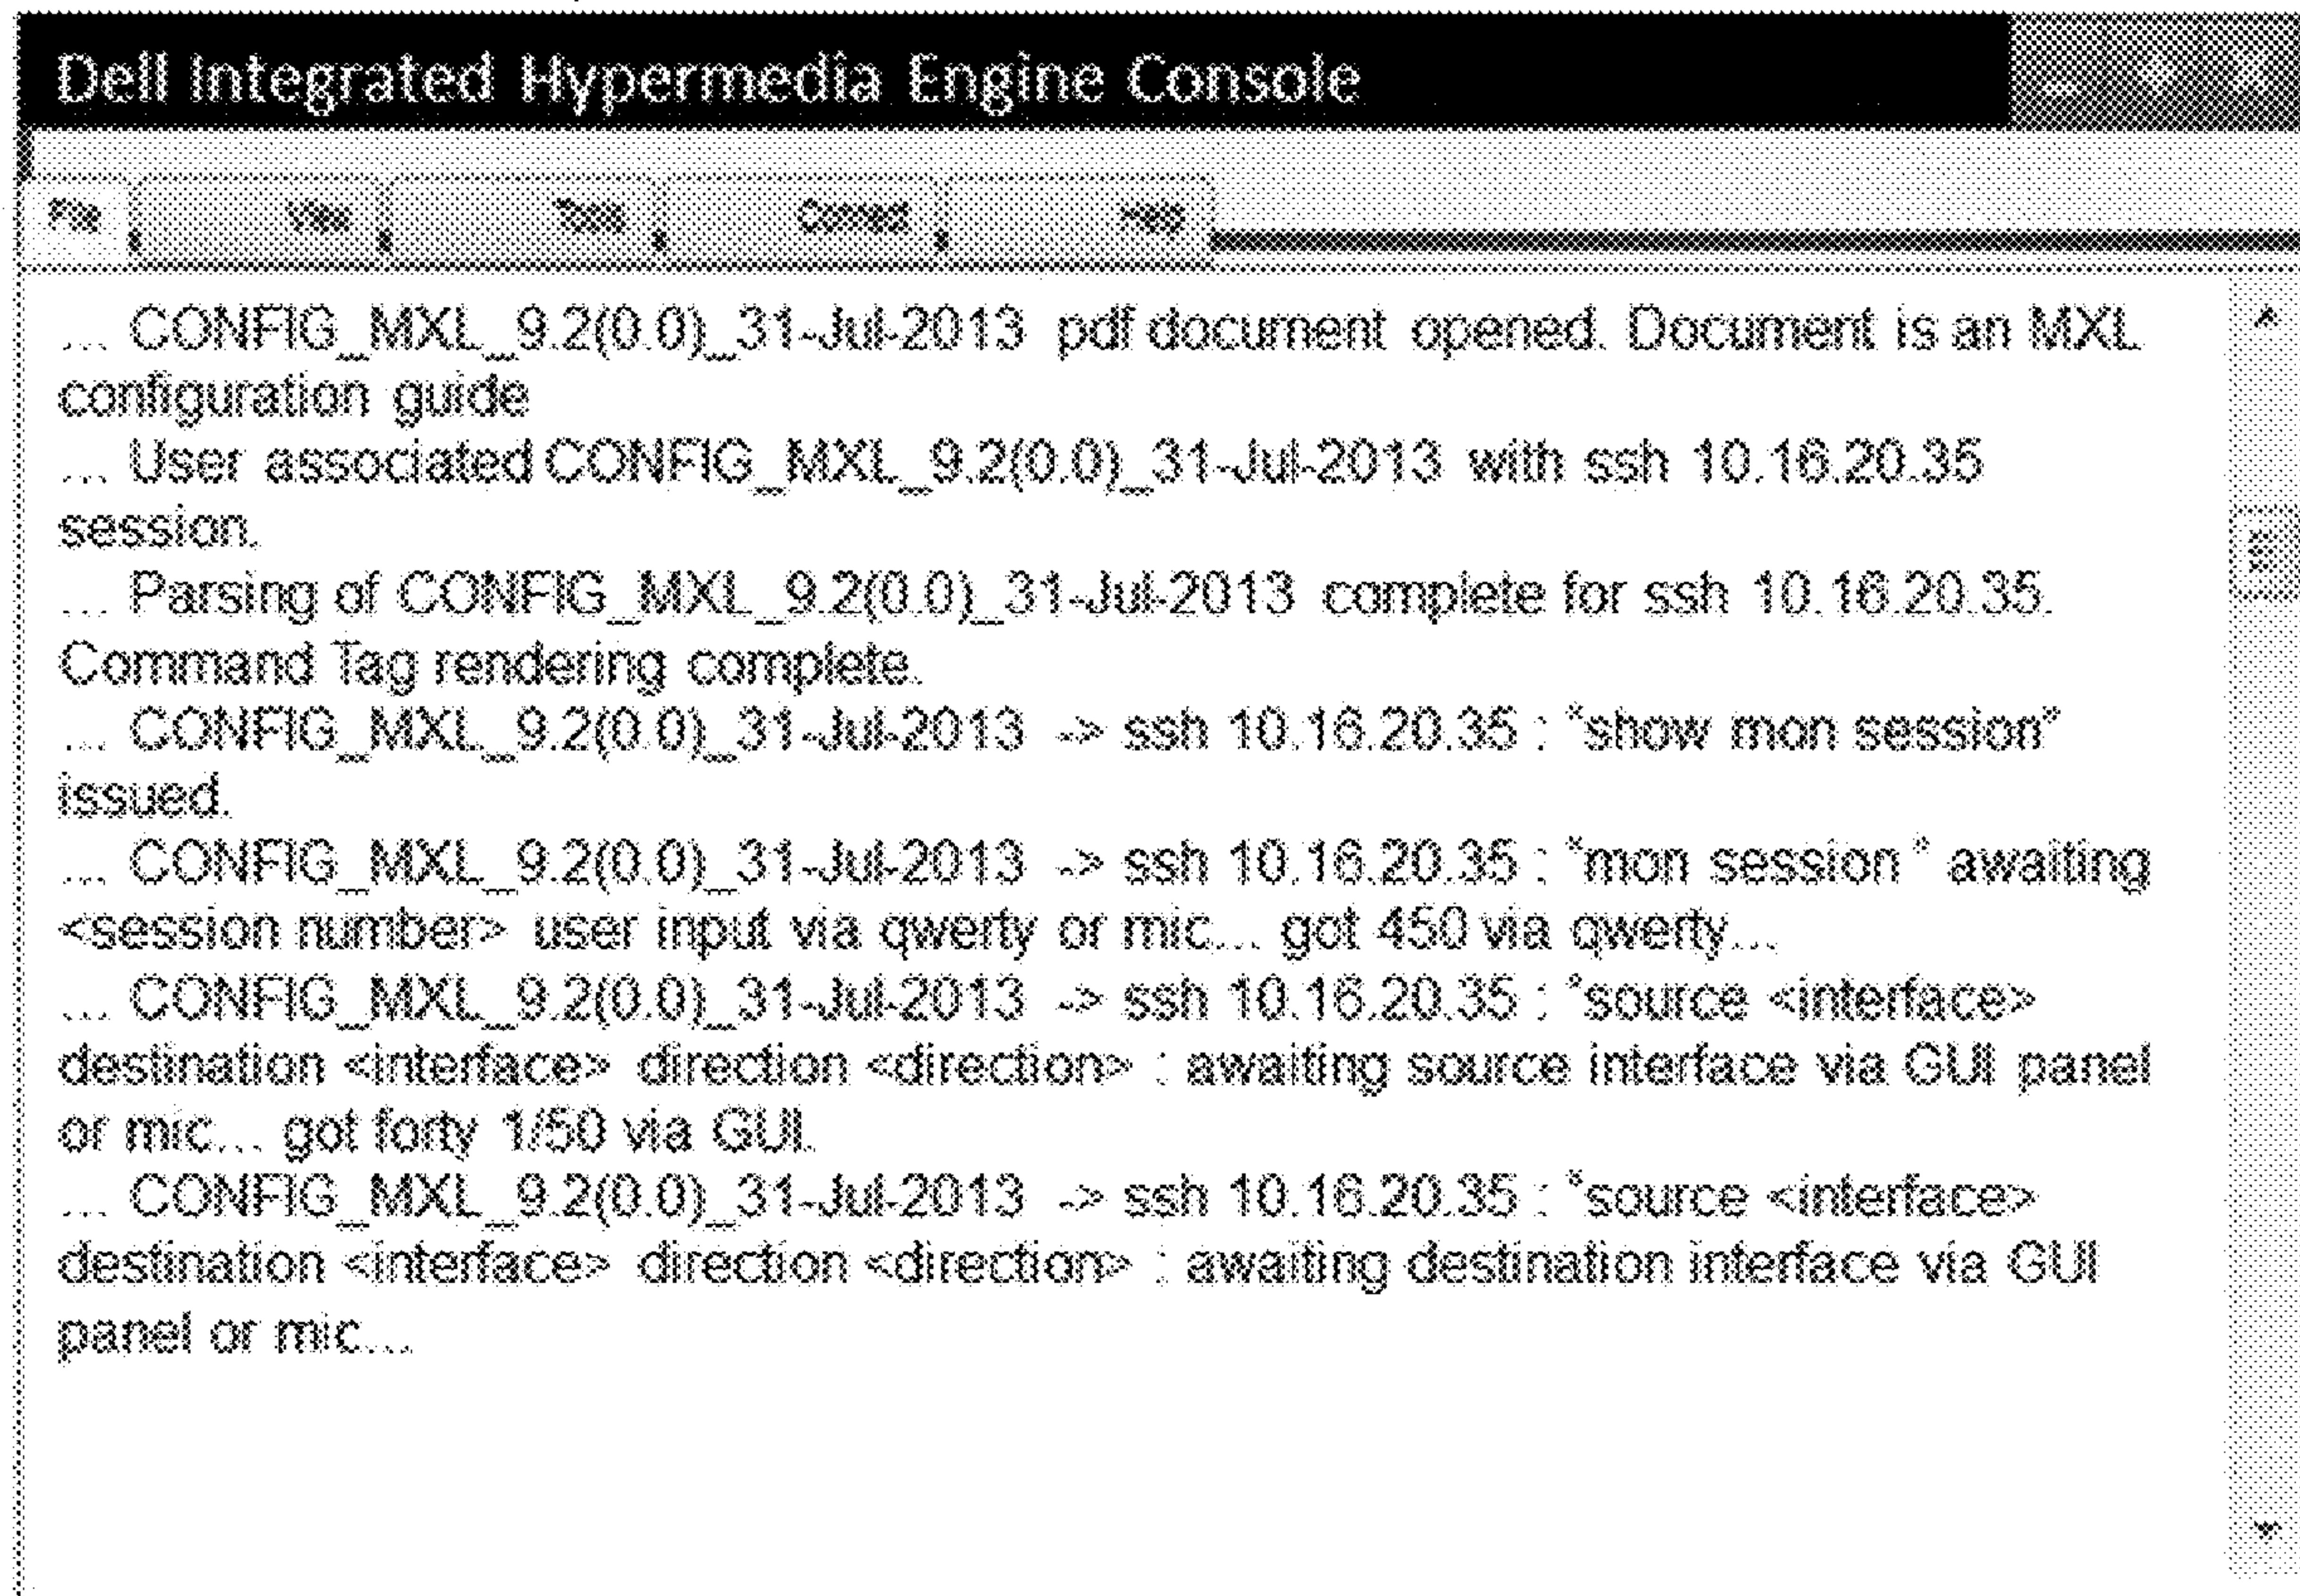 Dell Integrated Hypermedia Engine Console
File View Tools Connect Help
... CONFIG_MXL_9.2(0.0)_31-Jul-2013 pdf document opened. Document is an MXL
configuration guide
... User associated CONFIG_MXL_9.2(0.0)_31-Jul-2013 with ssh 10.16.20.35
session.
... Parsing of CONFIG_MXL_9.2(0.0)_31-Jul-2013 complete for ssh 10.16.20.35.
Command Tag rendering complete.
... CONFIG_MXL_9.2(0.0)_31-Jul-2013 -> ssh 10.16.20.35 : "show mon session"
issued.
... CONFIG_MXL_9.2(0.0)_31-Jul-2013 -> ssh 10.16.20.35 : "mon session " awaiting
<session number> user input via qwerty or mic... got 450 via qwerty...
... CONFIG_MXL_9.2(0.0)_31-Jul-2013 -> ssh 10.16.20.35 : "source <interface>
destination <interface> direction <direction> : awaiting source interface via GUI panel
or mic... got forty 1/50 via GUI.
... CONFIG_MXL_9.2(0.0)_31-Jul-2013 -> ssh 10.16.20.35 : "source <interface>
destination <interface> direction <direction> : awaiting destination interface via GUI
panel or mic...